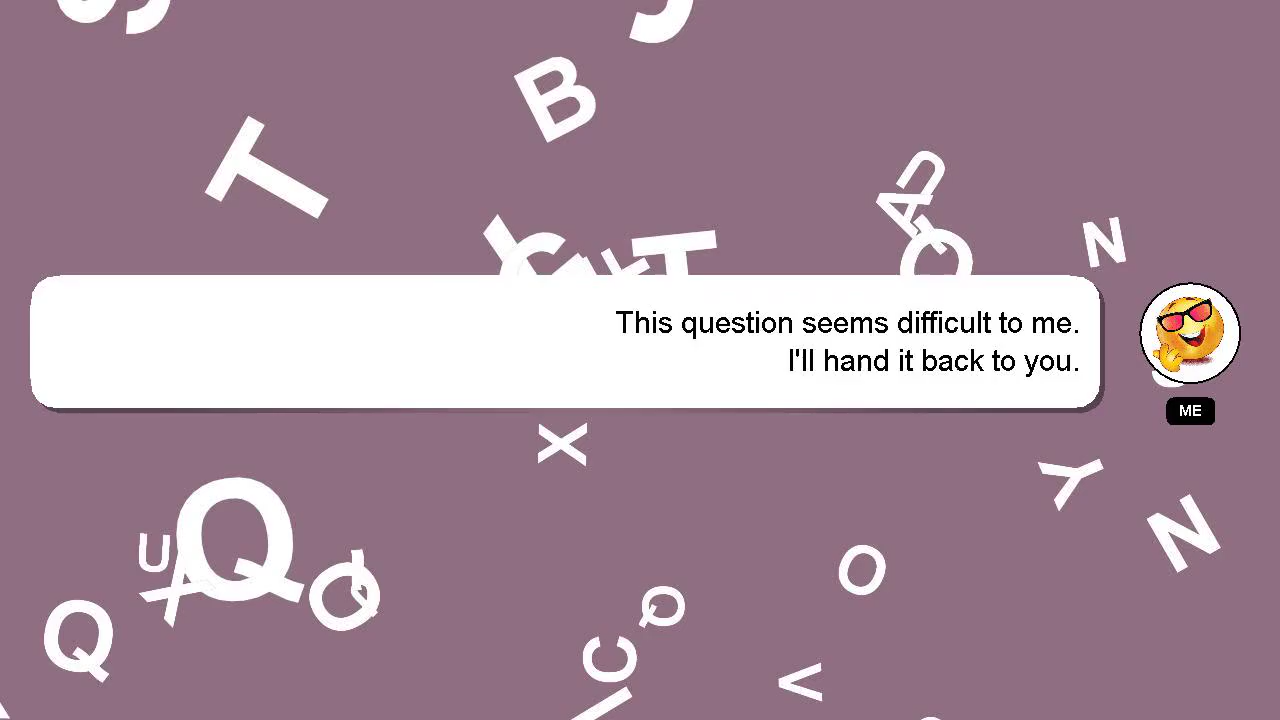 B
T
U
A
N
T
This question seems difficult to me.
I'll hand it back to you.
ME
X
Y
Q
N
U
X
O
Q
Q
Q
C
V